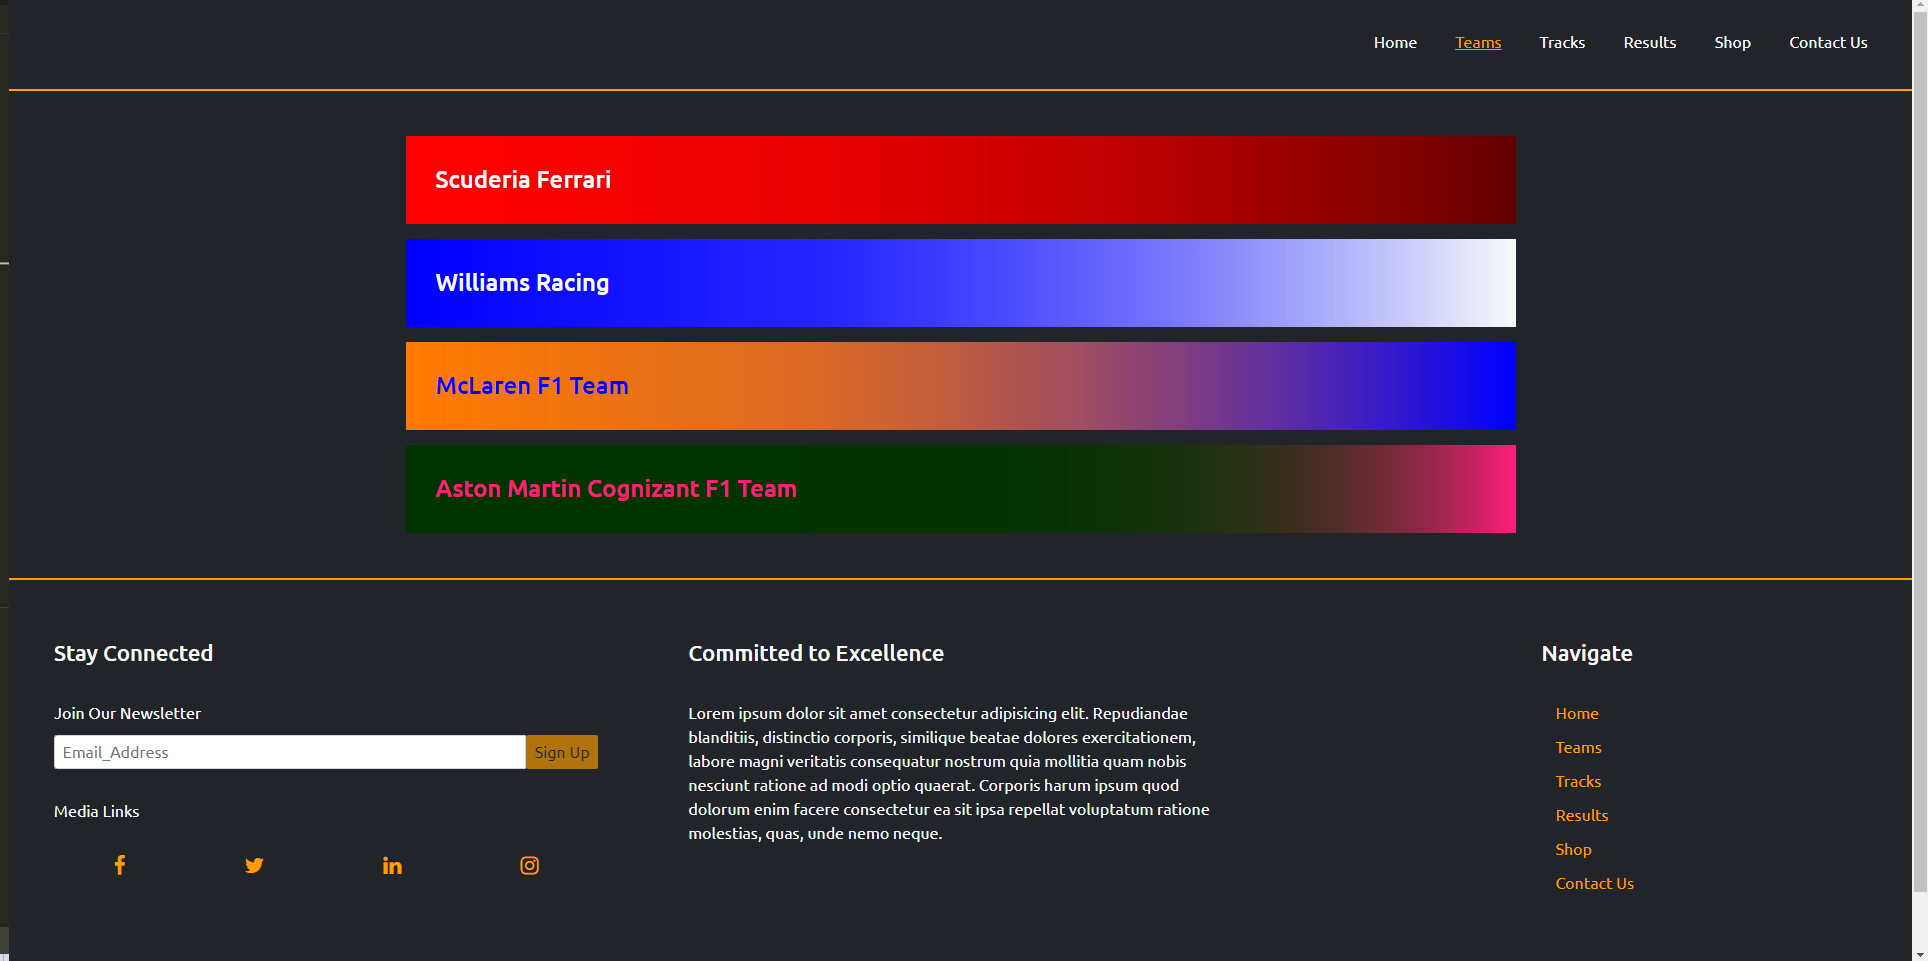 Home Teams Tracks Results Shop Contact Us
Scuderia Ferrari
Williams Racing
McLaren F1 Team
Aston Martin Cognizant F1 Team
Stay Connected
Join Our Newsletter
Email_Address Sign Up
Media Links
Committed to Excellence
Lorem ipsum dolor sit amet consectetur adipisicing elit. Repudiandae
blanditiis, distinctio corporis, similique beatae dolores exercitationem,
labore magni veritatis consequatur nostrum quia mollitia quam nobis
nesciunt ratione ad modi optio quaerat. Corporis harum ipsum quod
dolorum enim facere consectetur ea sit ipsa repellat voluptatum ratione
molestias, quas, unde nemo neque.
Navigate
Home
Teams
Tracks
Results
Shop
Contact Us